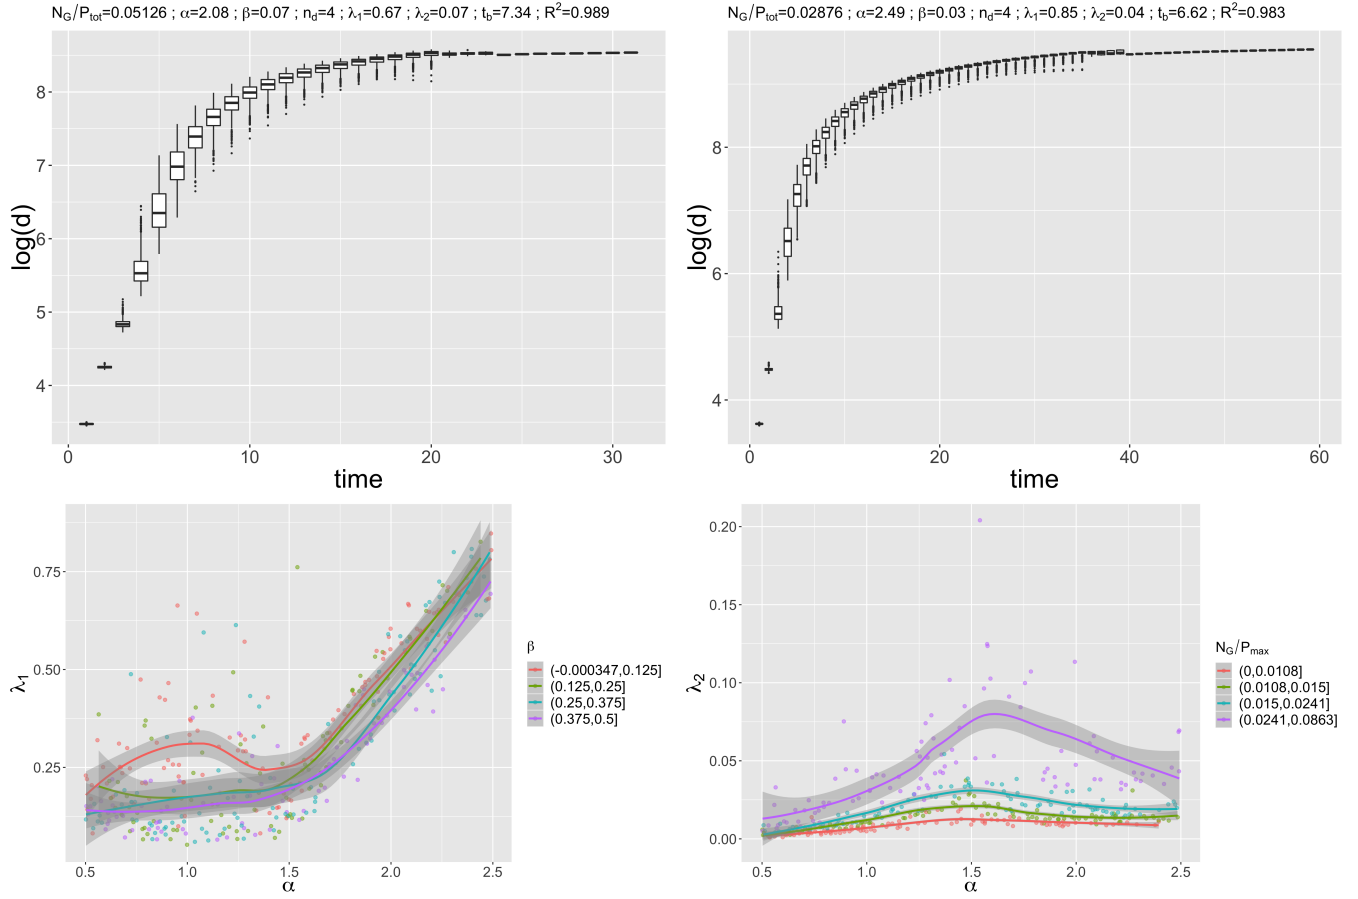 N_G/P_tot=0.05126 ; α=2.08 ; β=0.07 ; n_d=4 ; λ_1=0.67 ; λ_2=0.07 ; t_b=7.34 ; R^2=0.989
8
7
6
5
4
log(d)
0 10 20 30
time
N_G/P_tot=0.02876 ; α=2.49 ; β=0.03 ; n_d=4 ; λ_1=0.85 ; λ_2=0.04 ; t_b=6.62 ; R^2=0.983
8
6
4
log(d)
0 20 40 60
time
0.75
0.50
0.25
λ_1
0.5 1.0 1.5 2.0 2.5
α
β
(-0.000347,0.125]
(0.125,0.25]
(0.25,0.375]
(0.375,0.5]
0.20
0.15
0.10
0.05
0.00
λ_2
0.5 1.0 1.5 2.0 2.5
α
N_G/P_max
(0,0.0108]
(0.0108,0.015]
(0.015,0.0241]
(0.0241,0.0863]